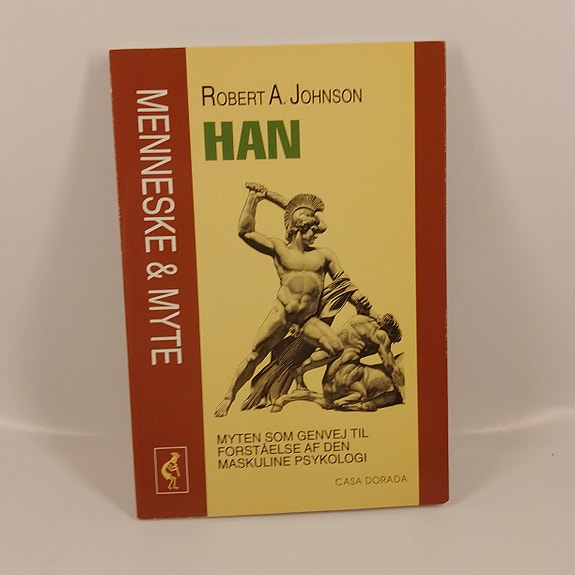 MENNESKE & MYTE
ROBERT A. JOHNSON
HAN
MYTEN SOM GENVEJ TIL
FORSTÅELSE AF DEN
MASKULINE PSYKOLOGI
CASA DORADA